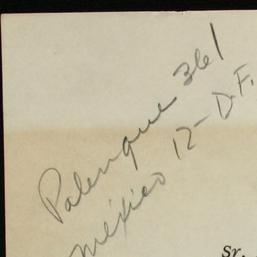 Palenque 361
México 12- D.F.
Sr.